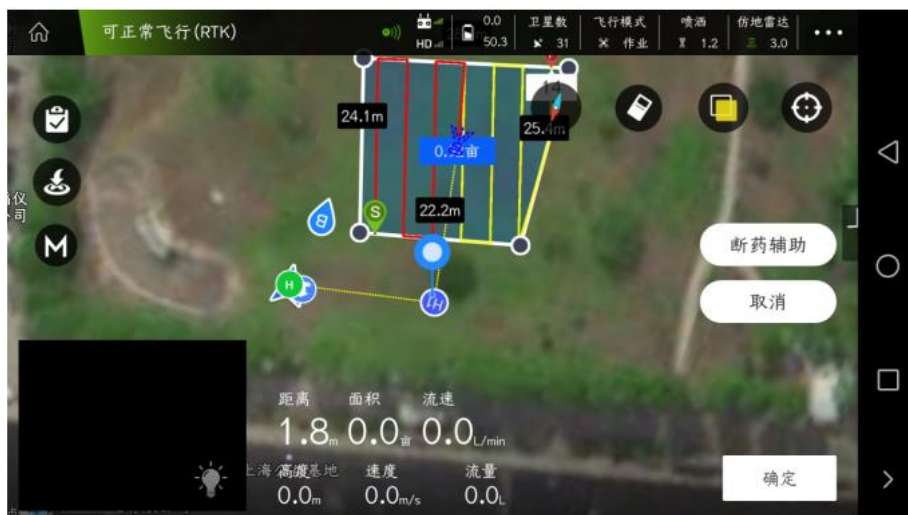 可正常飞行(RTK)
HD
0.0
50.3
卫星数
31
飞行模式
作业
喷洒
1.2
仿地雷达
3.0
24.1m
14
25.4m
22.2m
S
B
M
H
H1
断药辅助
取消
距离
面积
流速
1.8m
0.0亩
0.0L/min
高度
速度
流量
0.0m
0.0m/s
0.0L
确定